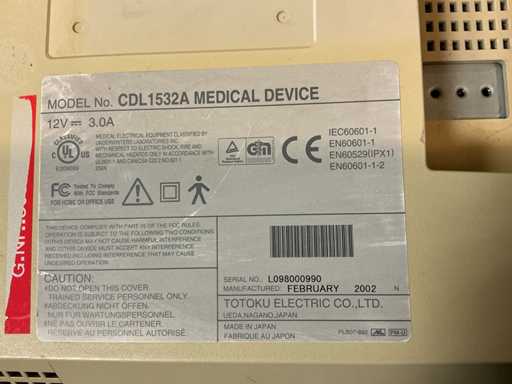 MODEL No. CDL1532A MEDICAL DEVICE
12V 3.0A
MEDICAL ELECTRICAL EQUIPMENT CLASSIFIED BY
UNDERWRITERS LABORATORIES INC.
WITH RESPECT TO ELECTRIC SHOCK, FIRE AND
MECHANICAL HAZARDS ONLY IN ACCORDANCE WITH
CLASSIFIED
C UL US
IEC60601-1
EN60601-1
EN60529(IPX1)
EN60601-1-2
CE
FC Tested To Comply
With FCC Standards
FOR HOME OR OFFICE USE
THIS DEVICE COMPLIES WITH PART 15 OF THE FCC RULES.
OPERATION IS SUBJECT TO THE FOLLOWING TWO CONDITIONS
(1)THIS DEVICE MAY NOT CAUSE HARMFUL
INTERFERENCE, AND (2)THIS DEVICE MUST ACCEPT ANY
INTERFERENCE RECEIVED, INCLUDING
INTERFERENCE THAT MAY CAUSE UNDESIRED OPERATION.
CAUTION:
DO NOT OPEN THIS COVER.
TRAINED SERVICE PERSONNEL ONLY.
ABDECKUNG NICHT OFFEN.
NUR FÜR WARTUNGSPERSONNEL.
NE PAS ÔTER LE CARTENER.
RESERVE AU PERSONNEL AUTORISÉ.
SERIAL NO.: L098000990
MANUFACTURED: FEBRUARY 2002 N
TOTOKU ELECTRIC CO.,LTD.
UEDA,NAGANO,JAPAN
MADE IN JAPAN
FABRIQUE AU JAPON